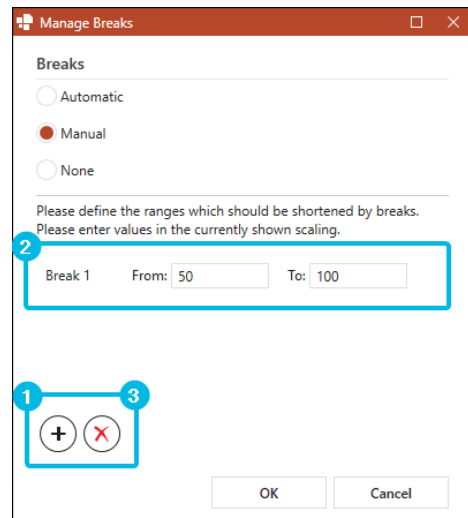 Manage Breaks
Breaks
Automatic
Manual
None
Please define the ranges which should be shortened by breaks.
Please enter values in the currently shown scaling.
2
Break 1 From: 50 To: 100
1 3
OK Cancel